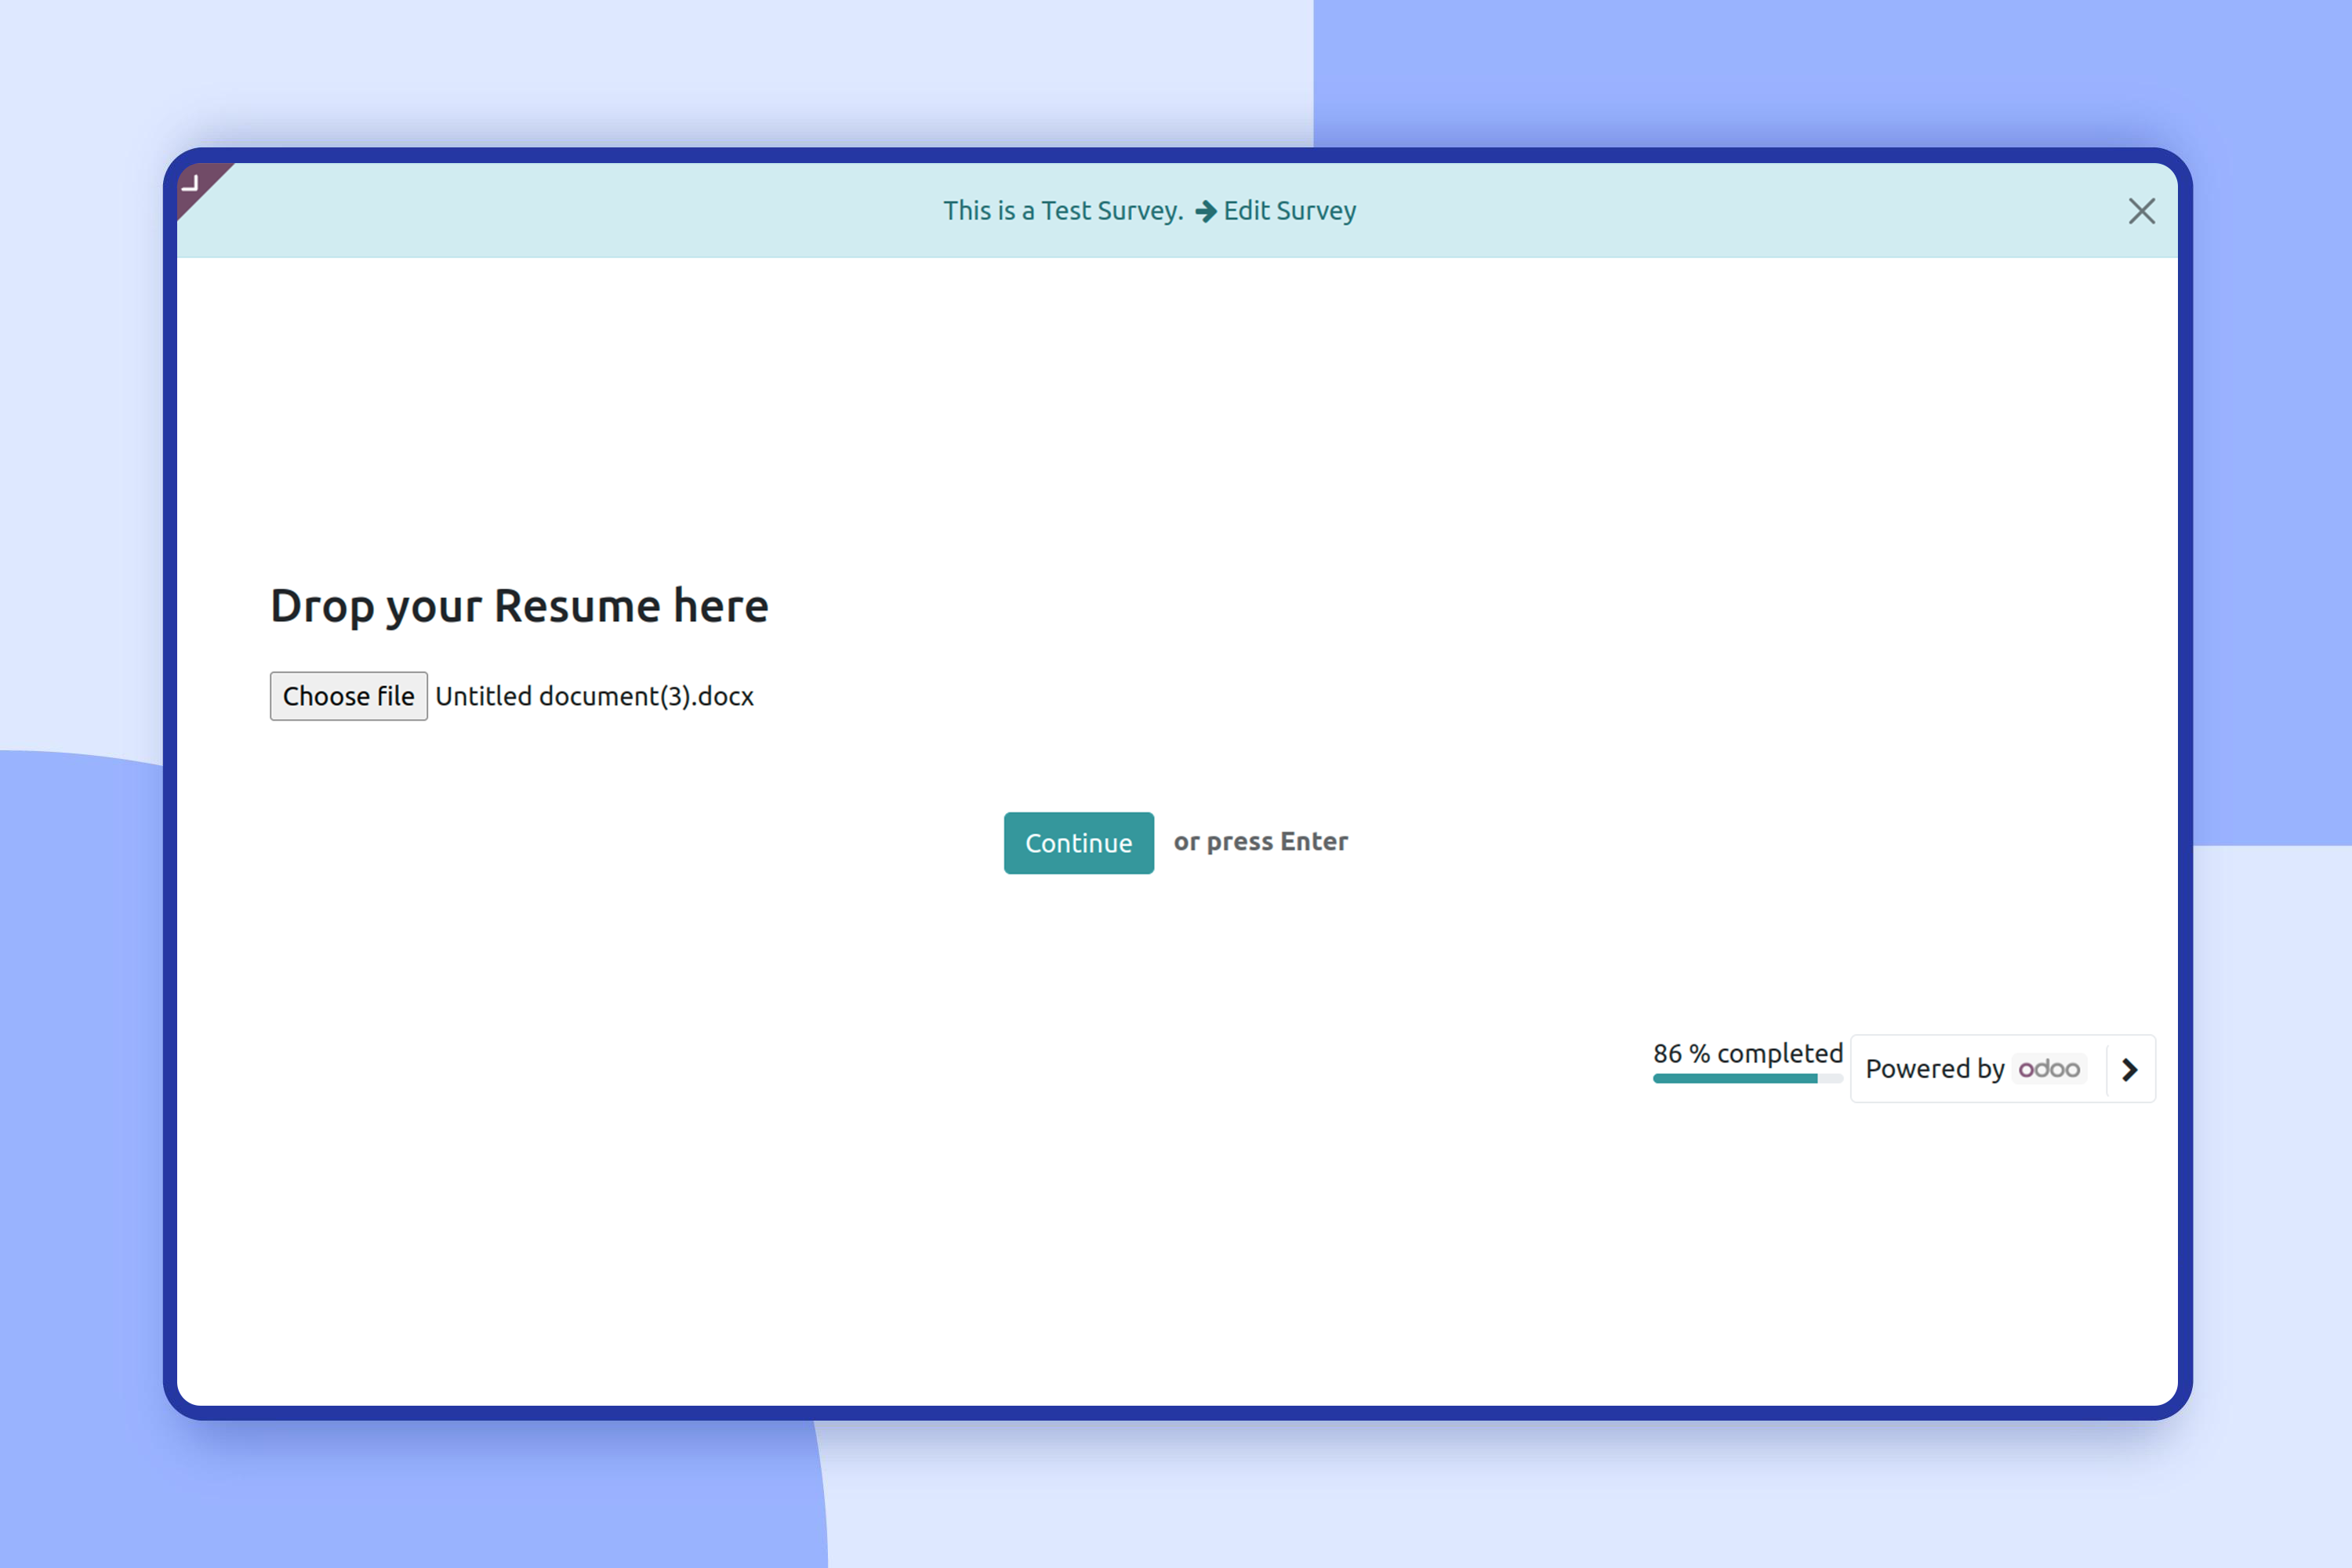 This is a Test Survey. Edit Survey
Drop your Resume here
Choose file Untitled document(3).docx
Continue or press Enter
86 % completed
Powered by odoo